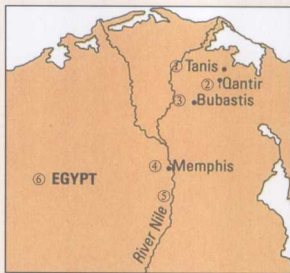 ① Tanis
② Qantir
③ Bubastis
④ Memphis
⑤ River Nile
⑥ EGYPT